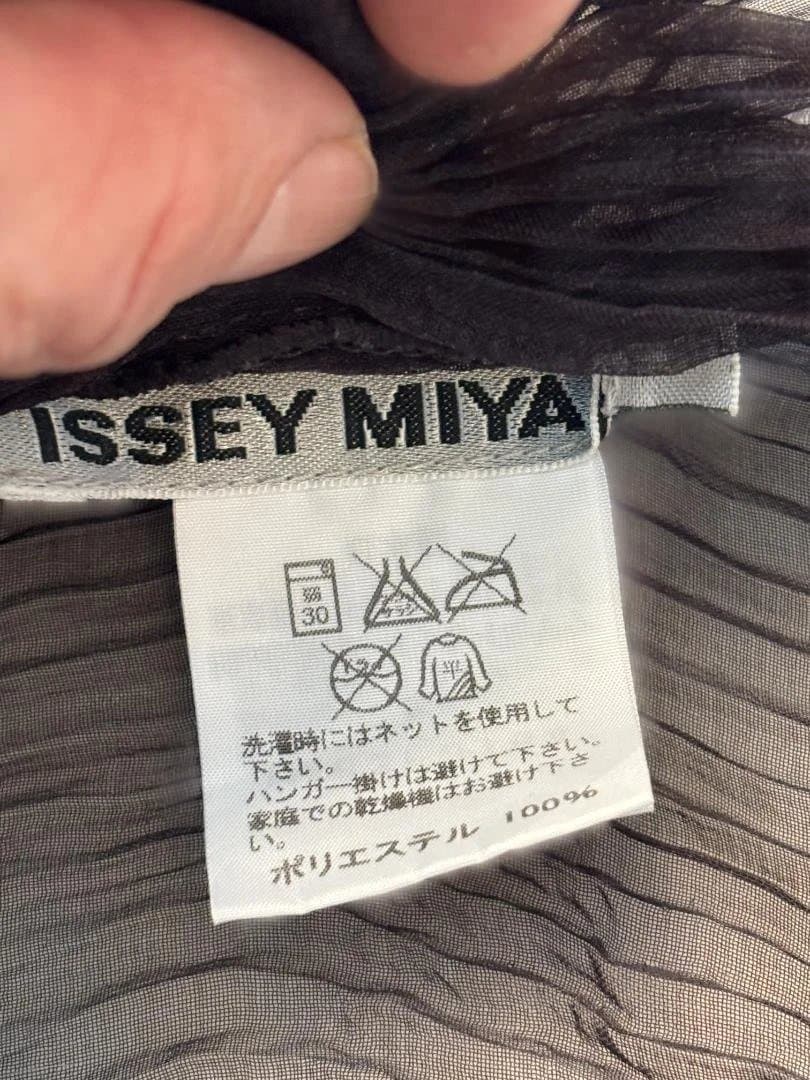 ISSEY MIYA
弱
30
ドライ
平
洗濯時にはネットを使用して
下さい。
ハンガー掛けは避けて下さい。
家庭での乾燥機はお避け下さ
い。
ポリエステル 100%